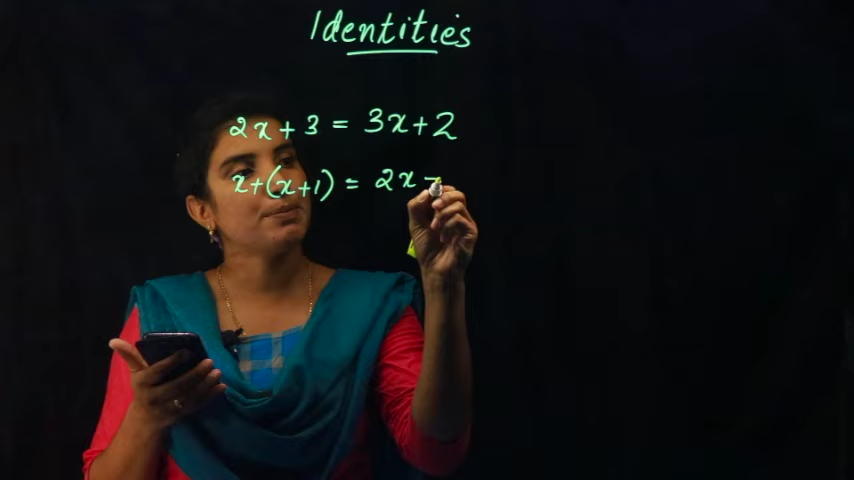 Identities
2x + 3 = 3x + 2
x + (x + 1) = 2x